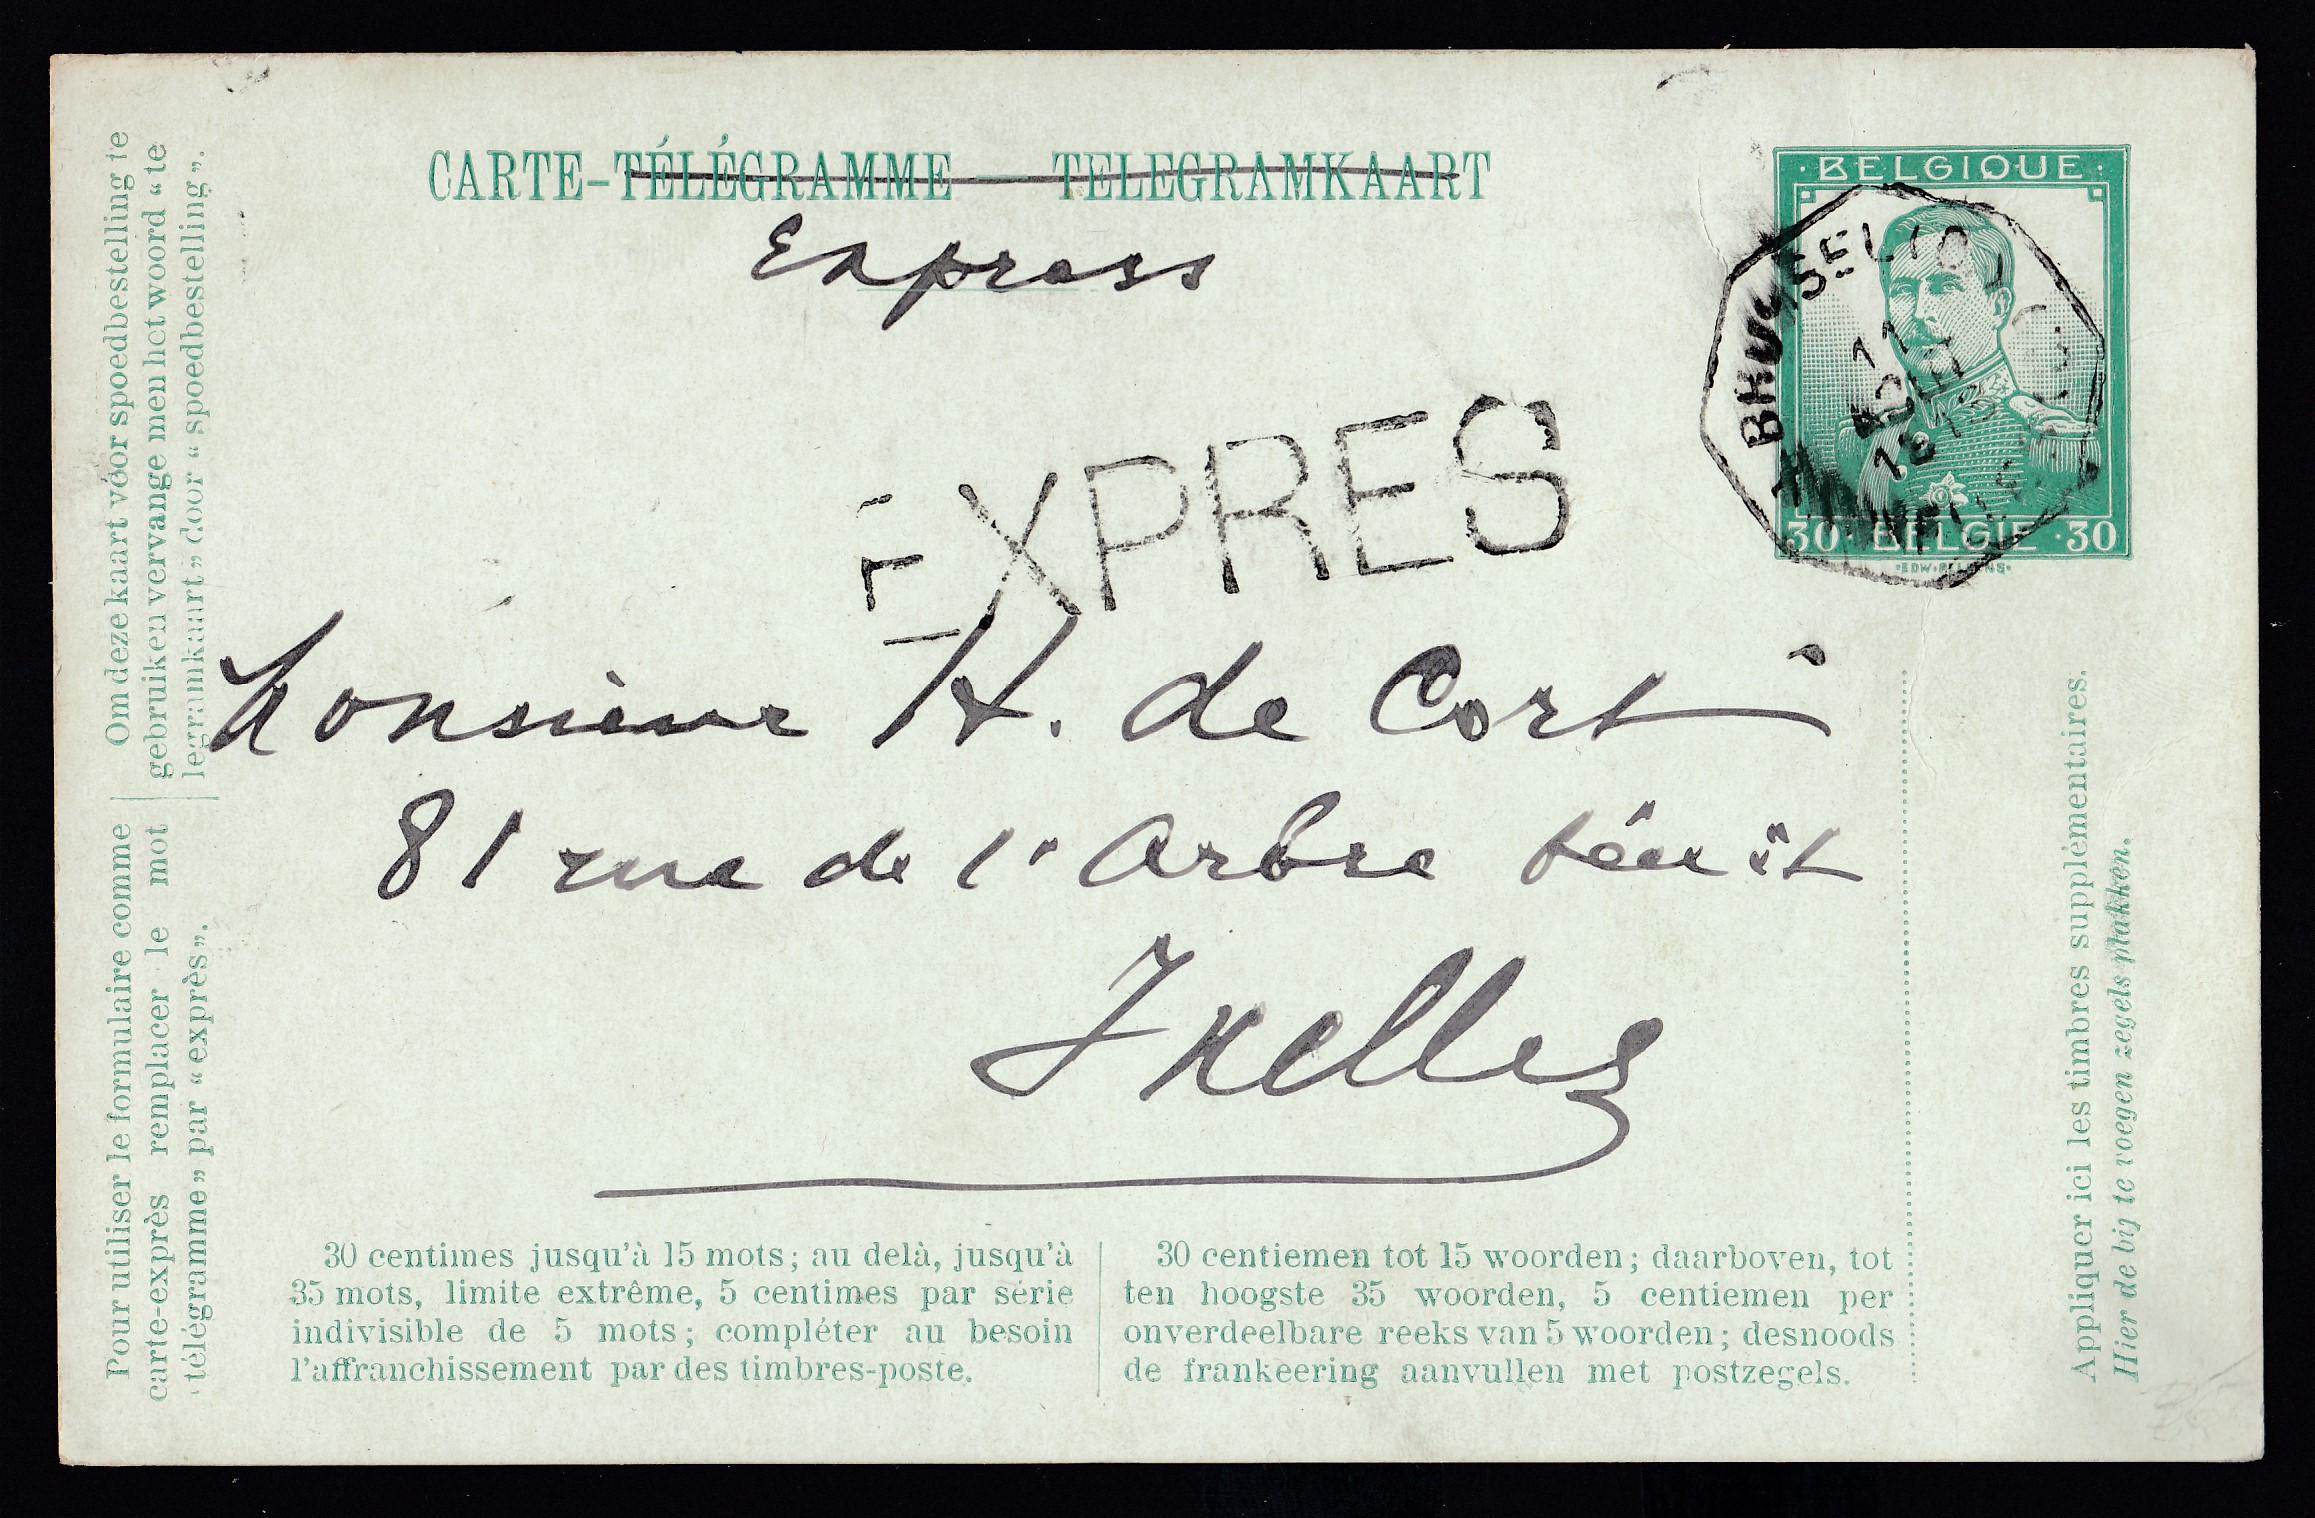 CARTE-TÉLÉGRAMME — TELEGRAMKAART
Express
EXPRES
· BELGIQUE ·
11
AOUT
1913
30 · BELGIE · 30
Monsieur H. de Cort
81 rue de l'Arbre bénit
Ixelles
30 centimes jusqu'à 15 mots; au delà, jusqu'à
35 mots, limite extrême, 5 centimes par série
indivisible de 5 mots; compléter au besoin
l'affranchissement par des timbres-poste.
30 centiemen tot 15 woorden; daarboven, tot
ten hoogste 35 woorden, 5 centiemen per
onverdeelbare reeks van 5 woorden; desnoods
de frankeering aanvullen met postzegels.
Om deze kaart vóór spoedbestelling te
gebruiken vervange men het woord “te
legramkaart” door “spoedbestelling”.
Pour utiliser le formulaire comme
carte-exprès remplacer le mot
“télégramme” par “exprès”.
Appliquer ici les timbres supplémentaires.
Hier de bij te voegen zegels plakken.